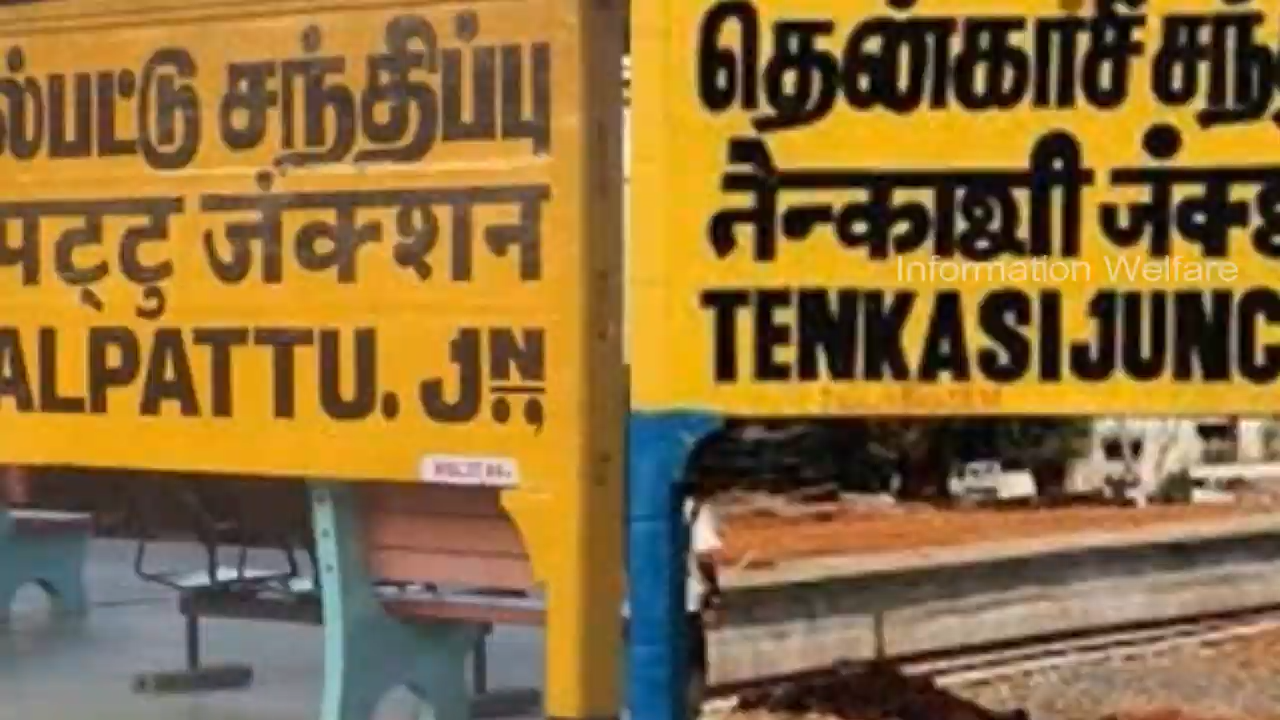 ல்பட்டு சந்திப்பு
पट्टु जंक्शन
ALPATTU. JN.,
தென்காசி சந்
तैन्काशी जंक्श
TENKASI JUNC
Information Welfare